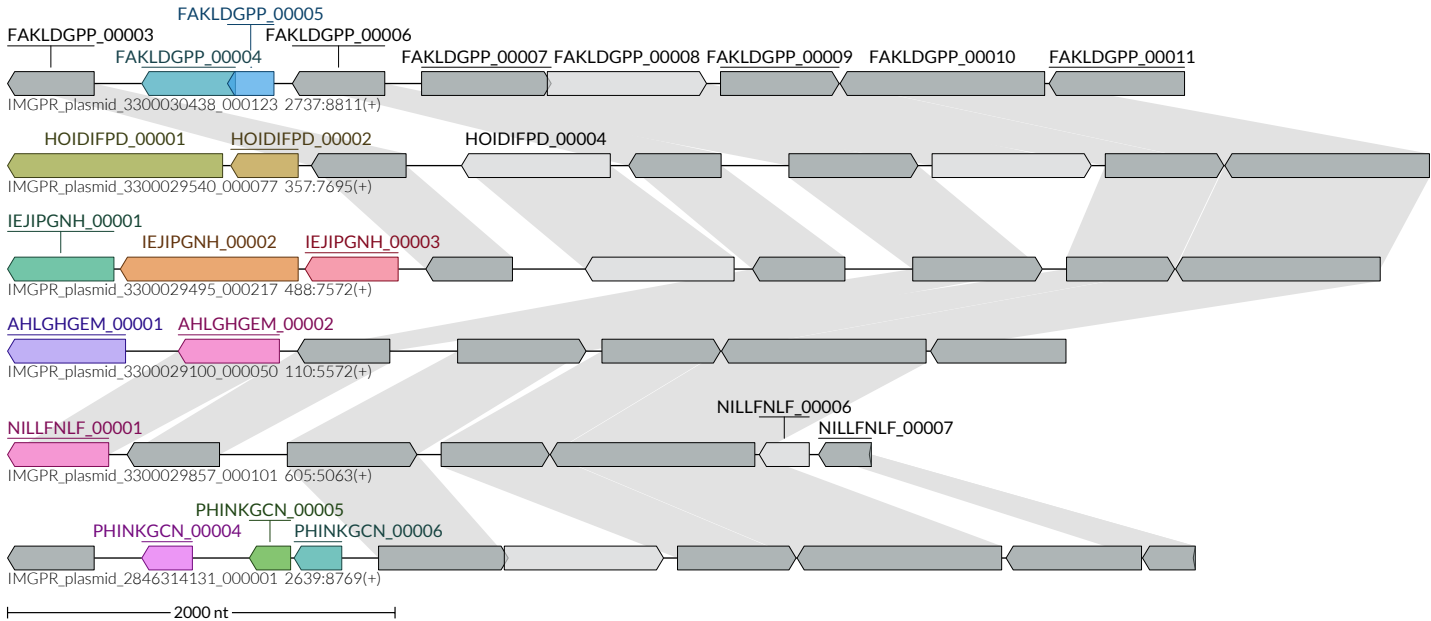 FAKLDGPP_00005
FAKLDGPP_00003 FAKLDGPP_00006
FAKLDGPP_00004 FAKLDGPP_00007 FAKLDGPP_00008 FAKLDGPP_00009 FAKLDGPP_00010 FAKLDGPP_00011
IMGPR_plasmid_3300030438_000123 2737:8811(+)
HOIDIFPD_00001 HOIDIFPD_00002 HOIDIFPD_00004
IMGPR_plasmid_3300029540_000077 357:7695(+)
IEJIPGNH_00001
IEJIPGNH_00002 IEJIPGNH_00003
IMGPR_plasmid_3300029495_000217 488:7572(+)
AHLGHGEM_00001 AHLGHGEM_00002
IMGPR_plasmid_3300029100_000050 110:5572(+)
NILLFNLF_00006
NILLFNLF_00001 NILLFNLF_00007
IMGPR_plasmid_3300029857_000101 605:5063(+)
PHINKGCN_00005
PHINKGCN_00004 PHINKGCN_00006
IMGPR_plasmid_2846314131_000001 2639:8769(+)
2000 nt